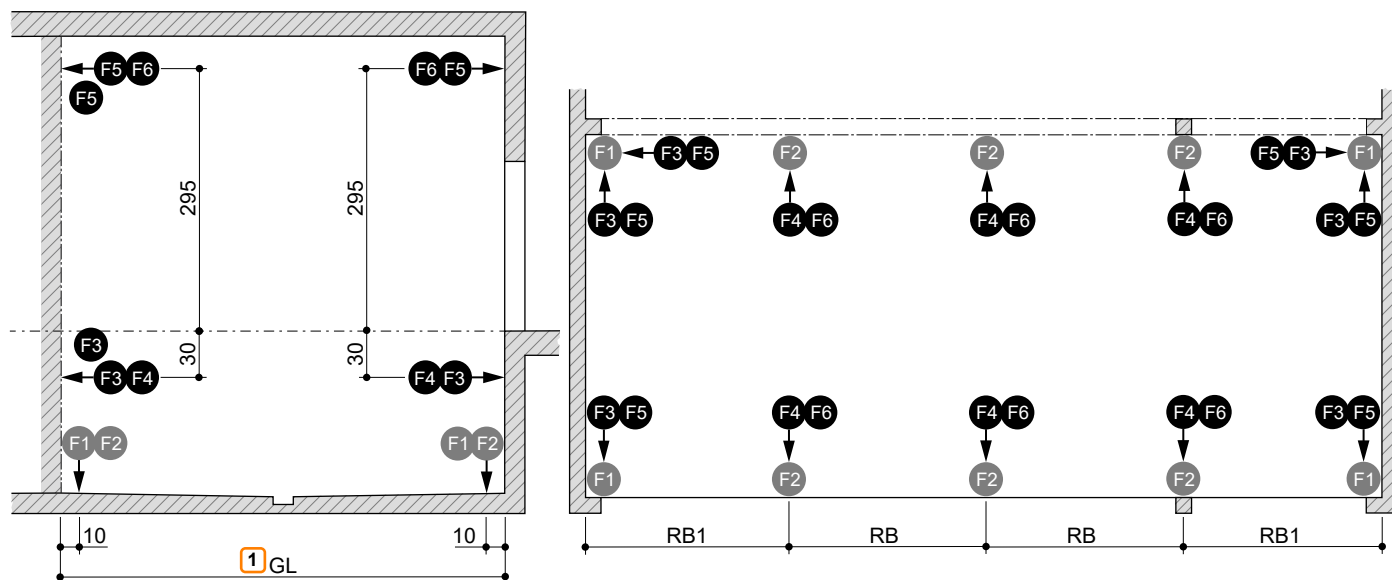 F5 F6 F6 F5
F5
295 295
F3
30 30
F3 F4 F4 F3
F1 F2 F1 F2
10 10
1 GL
F1 F3 F5 F2 F2 F2 F5 F3 F1
F3 F5 F4 F6 F4 F6 F4 F6 F3 F5
F3 F5 F4 F6 F4 F6 F4 F6 F3 F5
F1 F2 F2 F2 F1
RB1 RB RB RB1